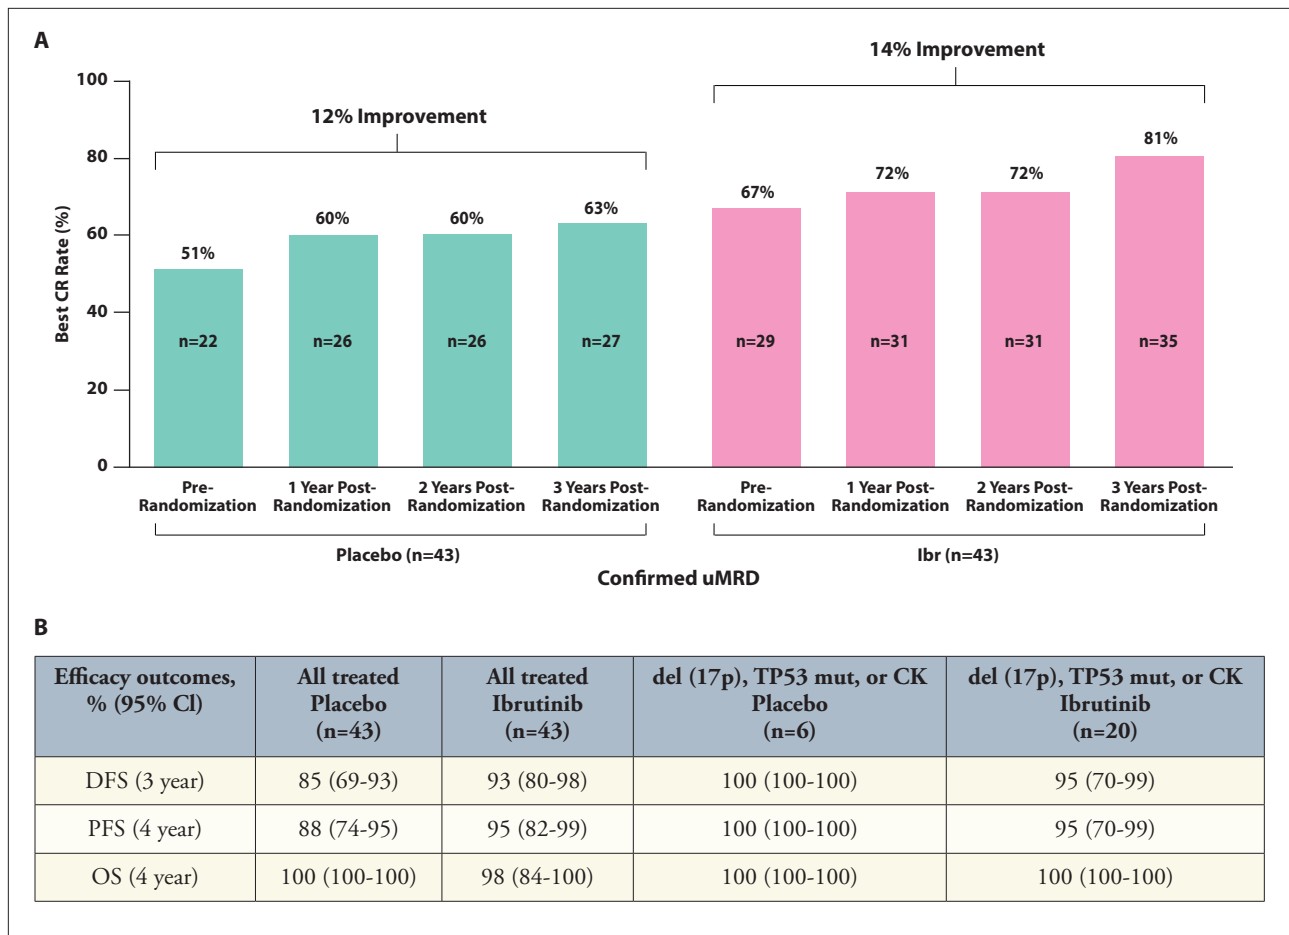 A
14% Improvement
12% Improvement
Best CR Rate (%)
100
80
60
40
20
0
51%
60%
60%
63%
67%
72%
72%
81%
n=22
n=26
n=26
n=27
n=29
n=31
n=31
n=35
Pre-
Randomization
1 Year Post-
Randomization
2 Years Post-
Randomization
3 Years Post-
Randomization
Pre-
Randomization
1 Year Post-
Randomization
2 Years Post-
Randomization
3 Years Post-
Randomization
Placebo (n=43)
Ibr (n=43)
Confirmed uMRD
B
Efficacy outcomes,
% (95% Cl)
All treated
Placebo
(n=43)
All treated
Ibrutinib
(n=43)
del (17p), TP53 mut, or CK
Placebo
(n=6)
del (17p), TP53 mut, or CK
Ibrutinib
(n=20)
DFS (3 year) 85 (69-93) 93 (80-98) 100 (100-100) 95 (70-99)
PFS (4 year) 88 (74-95) 95 (82-99) 100 (100-100) 95 (70-99)
OS (4 year) 100 (100-100) 98 (84-100) 100 (100-100) 100 (100-100)